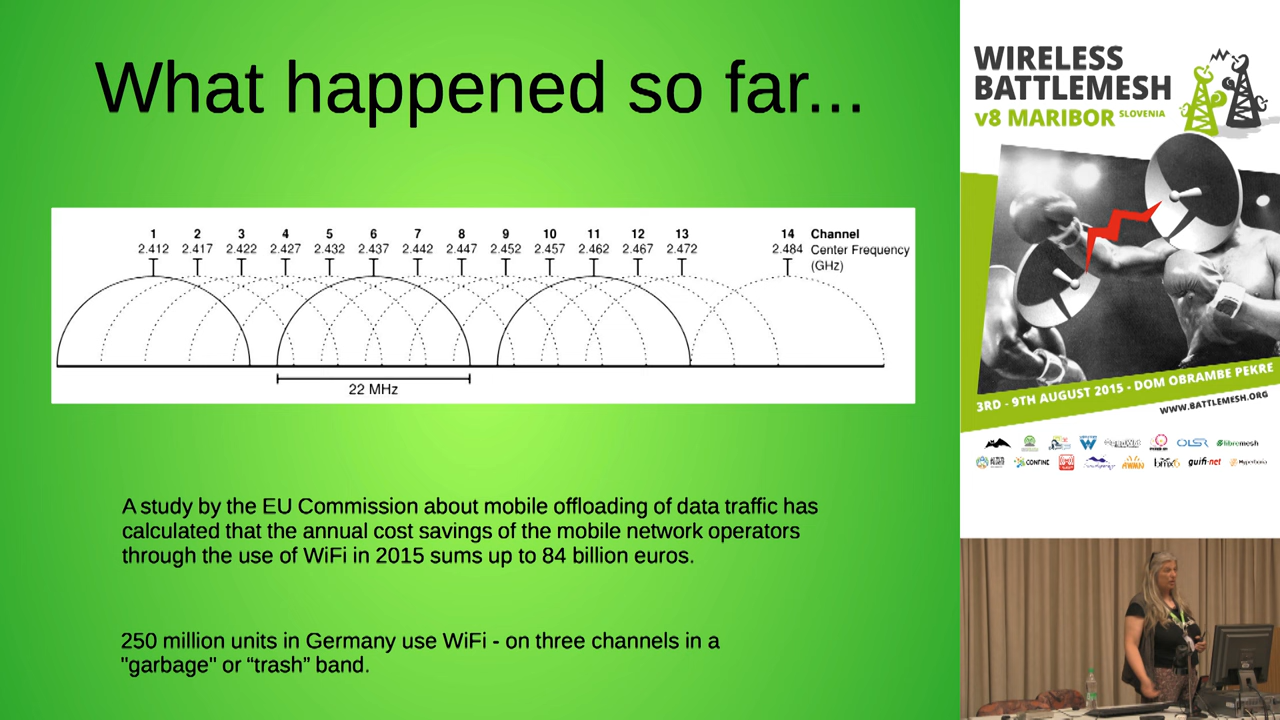 What happened so far...
1 2 3 4 5 6 7 8 9 10 11 12 13 14 Channel
2.412 2.417 2.422 2.427 2.432 2.437 2.442 2.447 2.452 2.457 2.462 2.467 2.472 2.484 Center Frequency
(GHz)
22 MHz
A study by the EU Commission about mobile offloading of data traffic has
calculated that the annual cost savings of the mobile network operators
through the use of WiFi in 2015 sums up to 84 billion euros.
250 million units in Germany use WiFi - on three channels in a
"garbage" or “trash” band.
WIRELESS
BATTLEMESH
v8 MARIBOR SLOVENIA
3RD - 9TH AUGUST 2015 - DOM OBRAMBE PEKRE
WWW.BATTLEMESH.ORG
OLSR libremesh
CONFINE AWMN bmx6 guifi·net Hyperboria